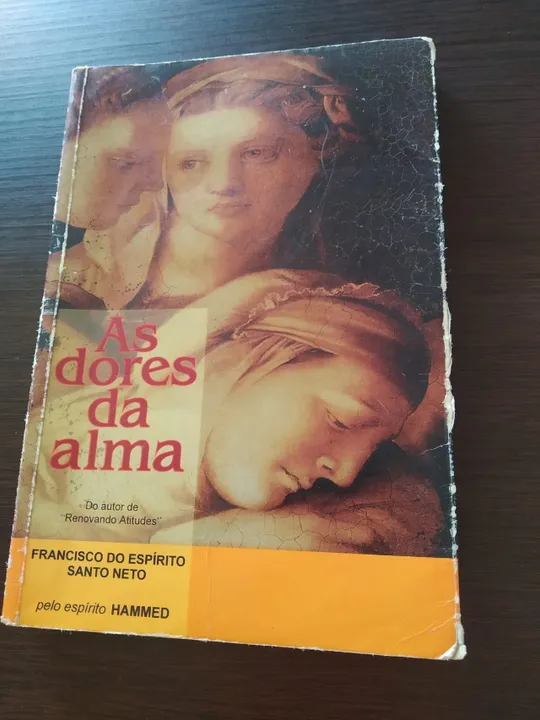 As
dores
da
alma
Do autor de
"Renovando Atitudes"
FRANCISCO DO ESPÍRITO
SANTO NETO
pelo espírito HAMMED